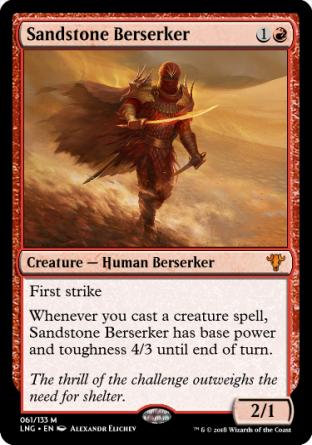 Sandstone Berserker 1
Creature — Human Berserker
First strike
Whenever you cast a creature spell,
Sandstone Berserker has base power
and toughness 4/3 until end of turn.
The thrill of the challenge outweighs the
need for shelter.
2/1
061/133 M
LNG • EN Alexandr Elichev
™ & © 2018 Wizards of the Coast